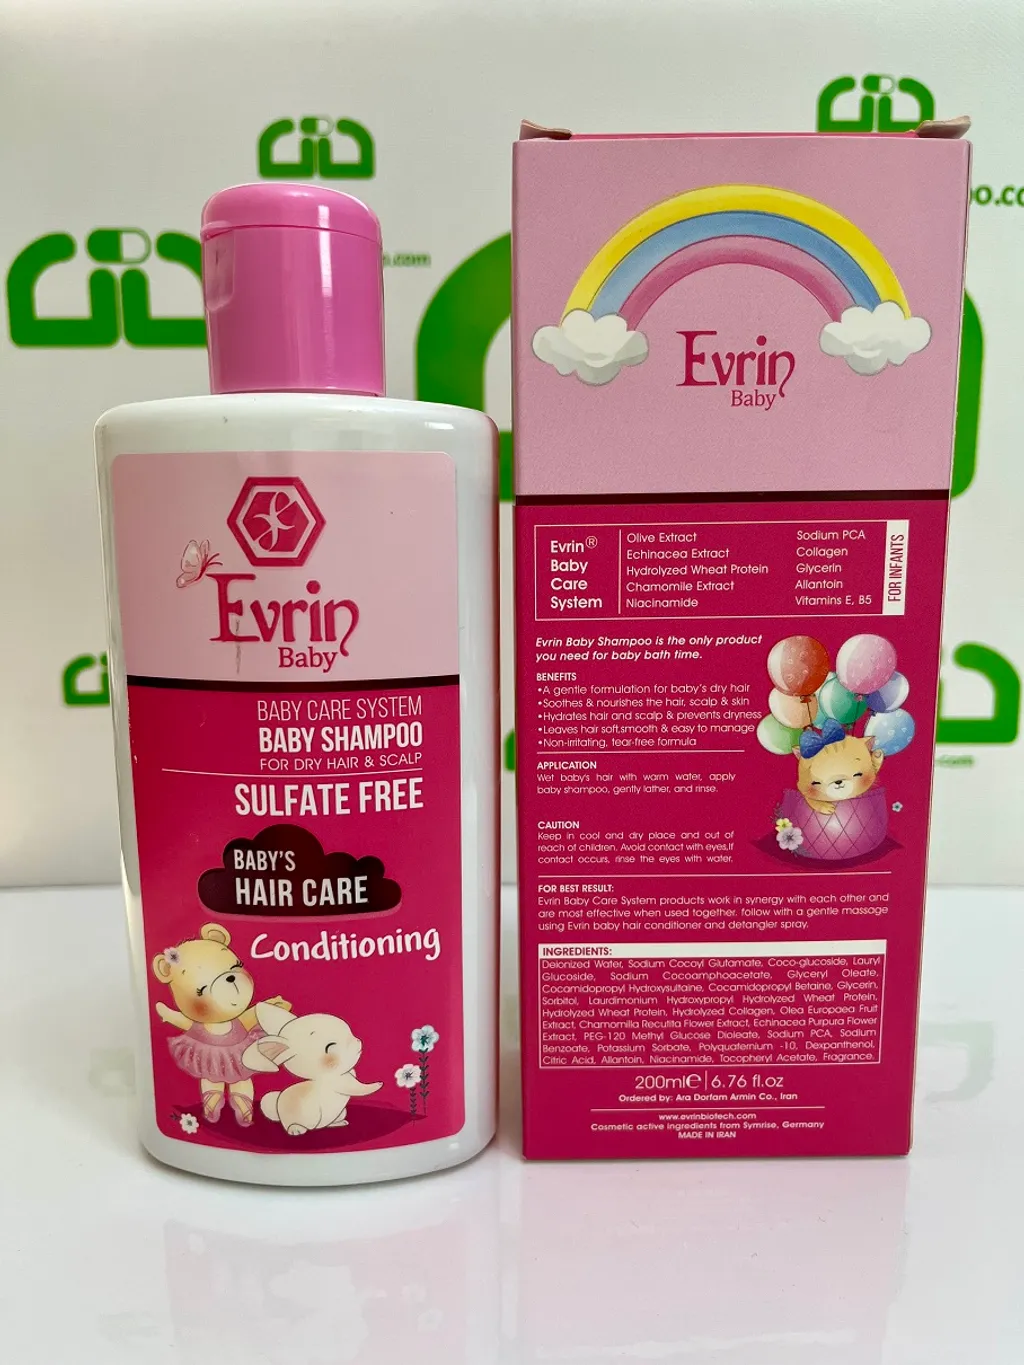 .com
oo.co
Evrin
Baby
BABY CARE SYSTEM
BABY SHAMPOO
FOR DRY HAIR & SCALP
SULFATE FREE
BABY'S
HAIR CARE
Conditioning
Evrin
Baby
Evrin®
Baby
Care
System
Olive Extract
Echinacea Extract
Hydrolyzed Wheat Protein
Chamomile Extract
Niacinamide
Sodium PCA
Collagen
Glycerin
Allantoin
Vitamins E, B5
FOR INFANTS
Evrin Baby Shampoo is the only product
you need for baby bath time.
BENEFITS
•A gentle formulation for baby's dry hair
•Soothes & nourishes the hair, scalp & skin
•Hydrates hair and scalp & prevents dryness
•Leaves hair soft,smooth & easy to manage
•Non-irritating, tear-free formula
APPLICATION
Wet baby's hair with warm water, apply
baby shampoo, gently lather, and rinse.
CAUTION
Keep in cool and dry place and out of
reach of children. Avoid contact with eyes,If
contact occurs, rinse the eyes with water.
FOR BEST RESULT:
Evrin Baby Care System products work in synergy with each other and
are most effective when used together. follow with a gentle massage
using Evrin baby hair conditioner and detangler spray.
INGREDIENTS:
Deionized Water, Sodium Cocoyl Glutamate, Coco-glucoside, Lauryl
Glucoside, Sodium Cocoamphoacetate, Glyceryl Oleate,
Cocamidopropyl Hydroxysultaine, Cocamidopropyl Betaine, Glycerin,
Sorbitol, Laurdimonium Hydroxypropyl Hydrolyzed Wheat Protein,
Hydrolyzed Wheat Protein, Hydrolyzed Collagen, Olea Europaea Fruit
Extract, Chamomilla Recutita Flower Extract, Echinacea Purpura Flower
Extract, PEG-120 Methyl Glucose Dioleate, Sodium PCA, Sodium
Benzoate, Potassium Sorbate, Polyquaternium -10, Dexpanthenol,
Citric Acid, Allantoin, Niacinamide, Tocopheryl Acetate, Fragrance.
200ml℮ | 6.76 fl.oz
Ordered by: Ara Dorfam Armin Co., Iran
www.evrinbiotech.com
Cosmetic active ingredients from Symrise, Germany
MADE IN IRAN
.com